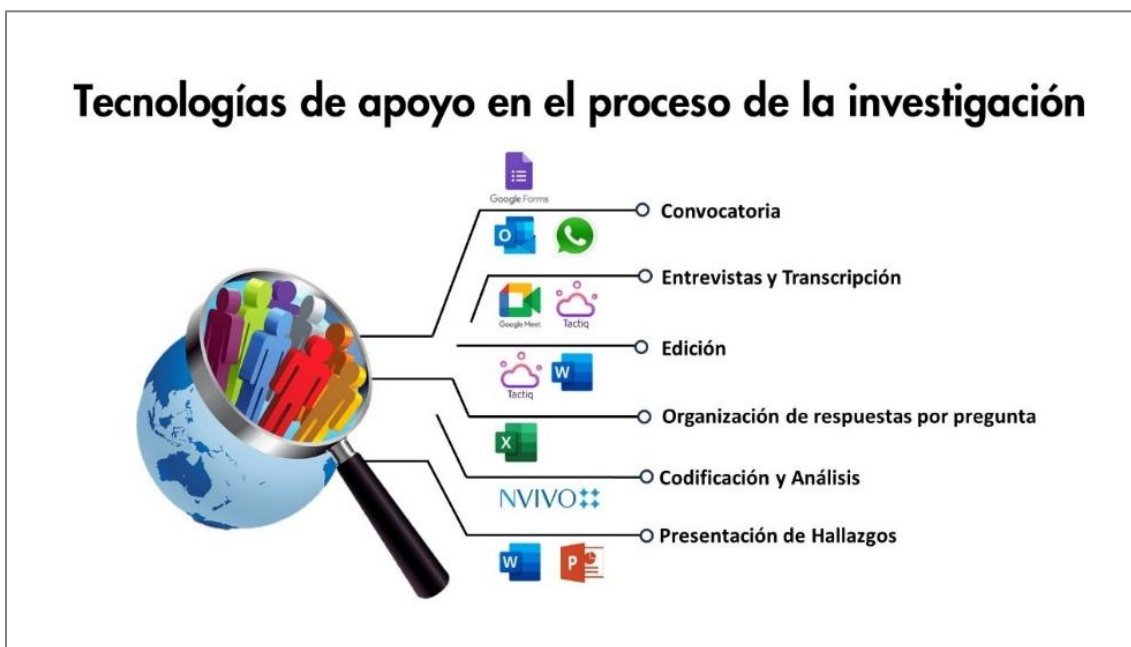 Tecnologías de apoyo en el proceso de la investigación
Google Forms
Convocatoria
O
Entrevistas y Transcripción
Google Meet
Tactiq
Edición
Tactiq
W
Organización de respuestas por pregunta
X
Codificación y Análisis
NVIVO
Presentación de Hallazgos
W
P